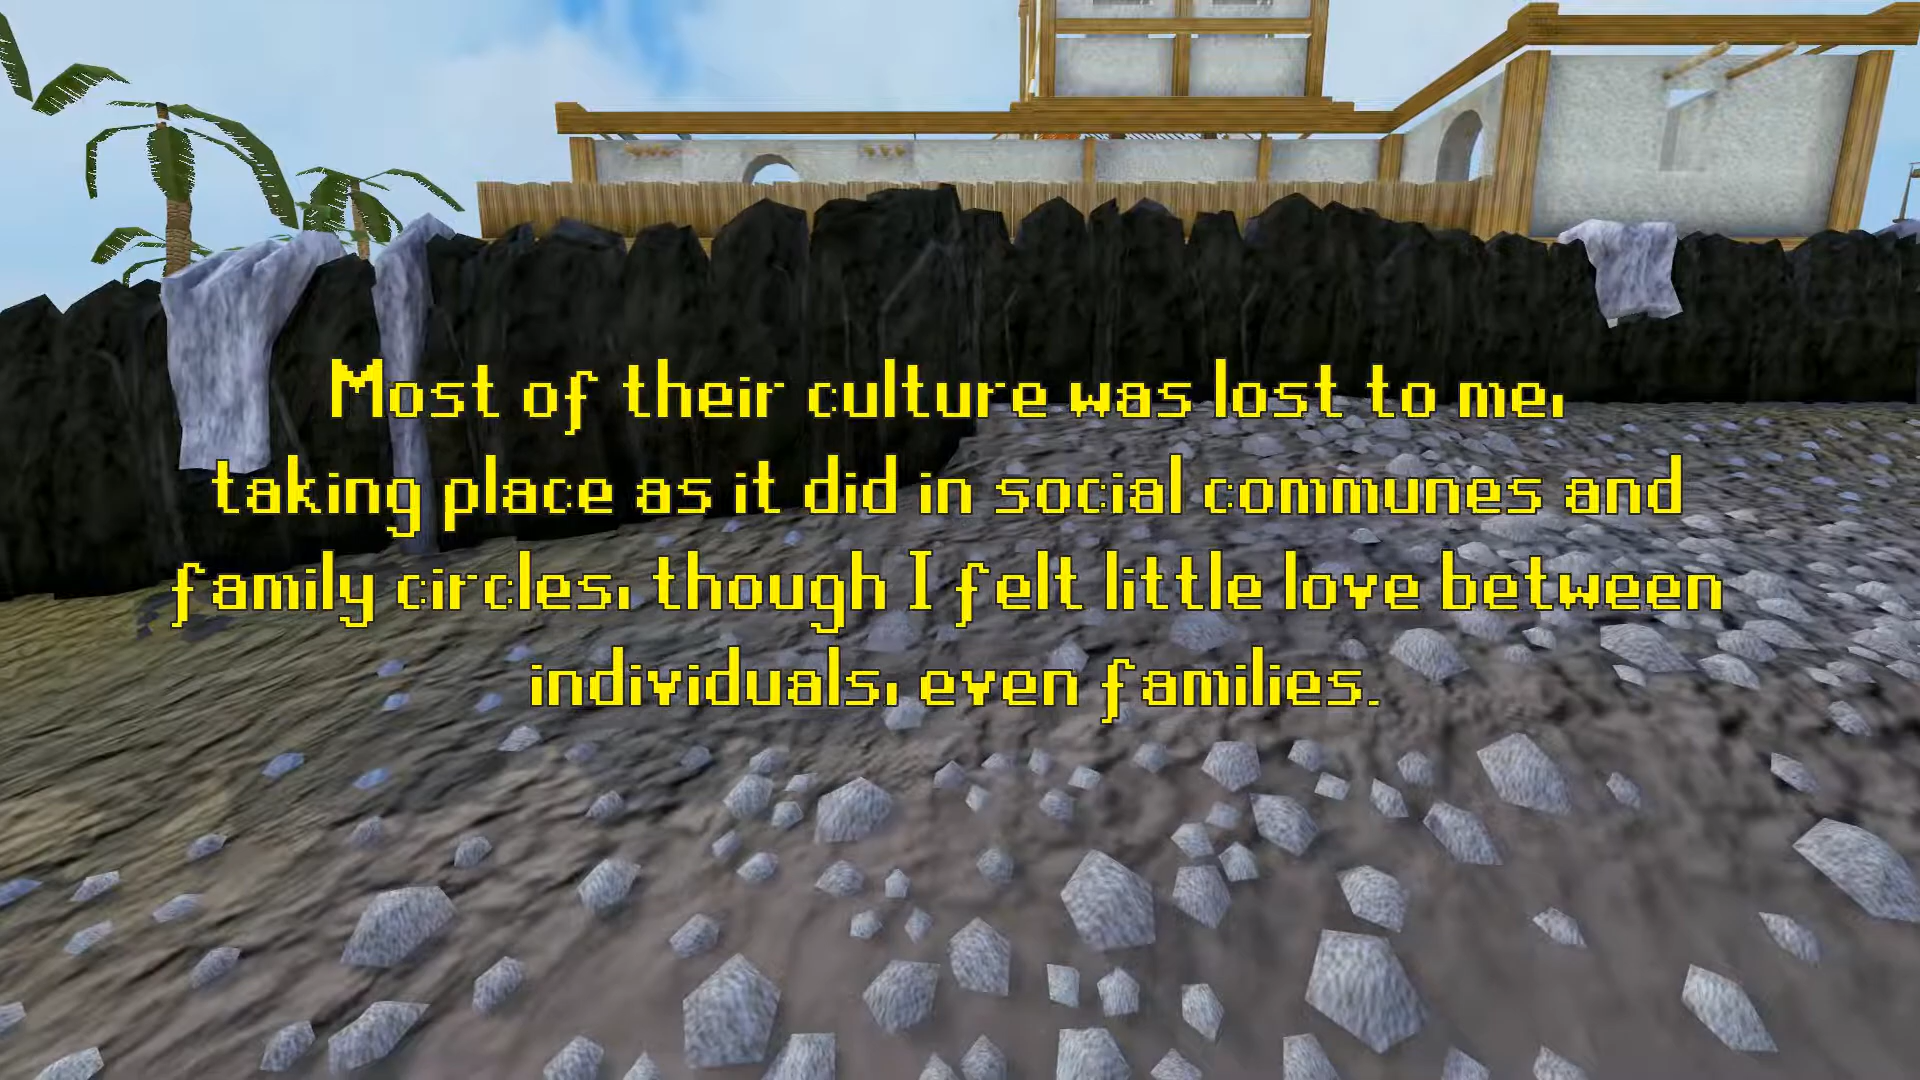 Most of their culture was lost to me,
taking place as it did in social communes and
family circles, though I felt little love between
individuals, even families.